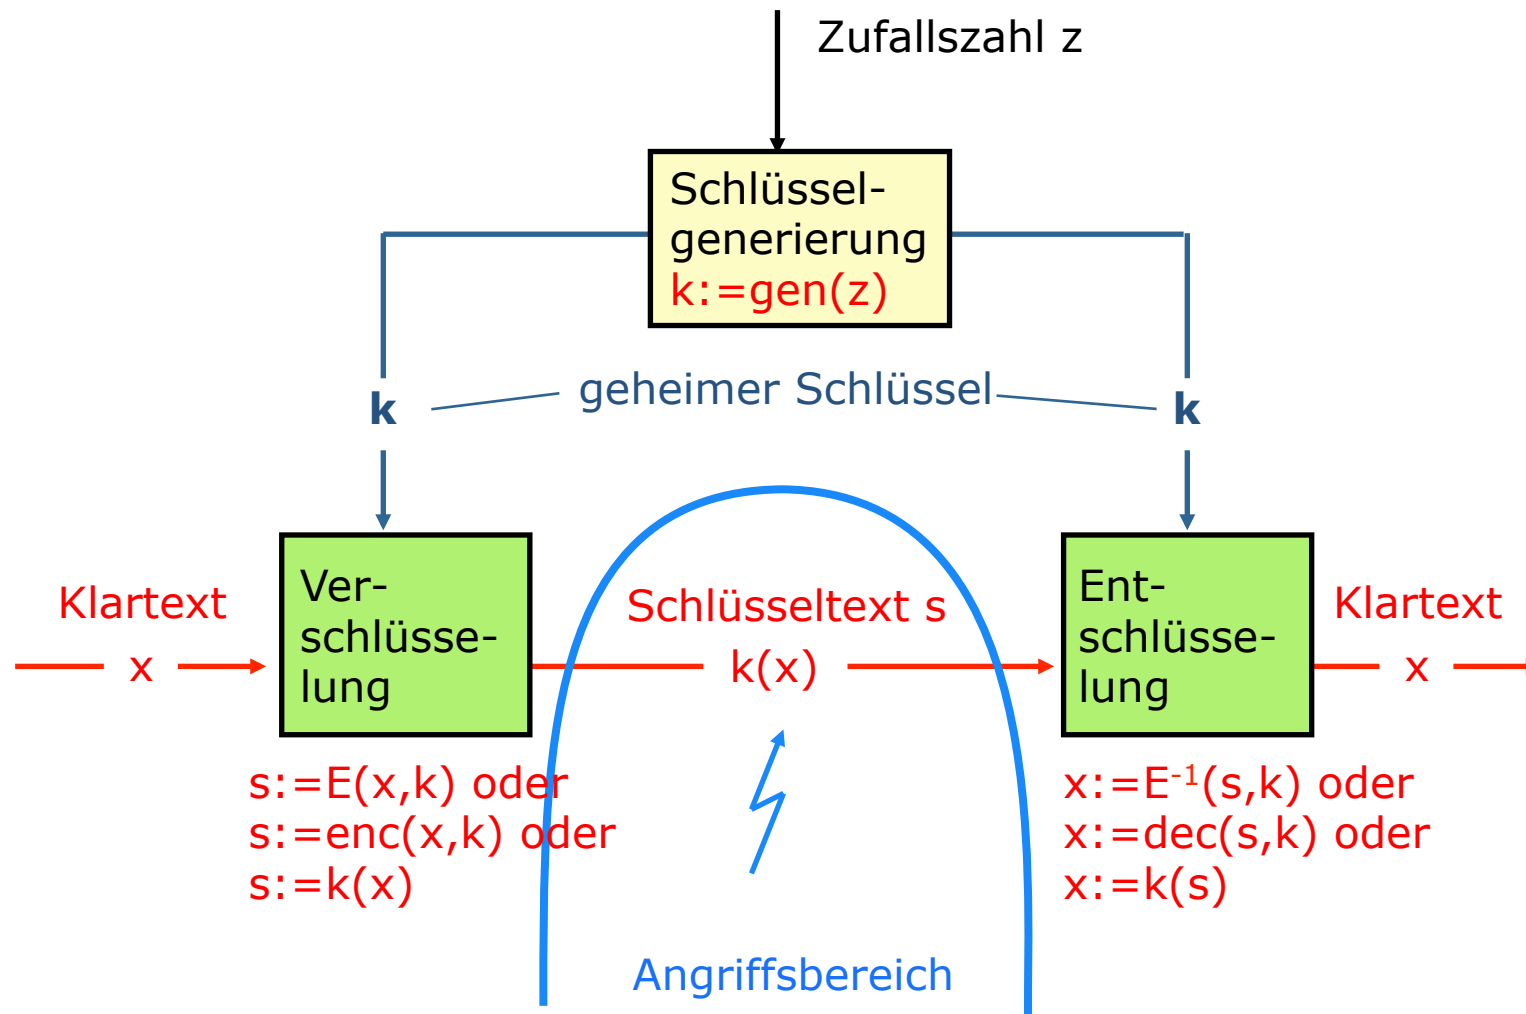 Zufallszahl z
Schlüssel-
generierung
k:=gen(z)
geheimer Schlüssel
k
k
Klartext
x
Ver-
schlüsse-
lung
Schlüsseltext s
k(x)
Ent-
schlüsse-
lung
Klartext
x
s:=E(x,k) oder
s:=enc(x,k) oder
s:=k(x)
x:=E-1(s,k) oder
x:=dec(s,k) oder
x:=k(s)
Angriffsbereich